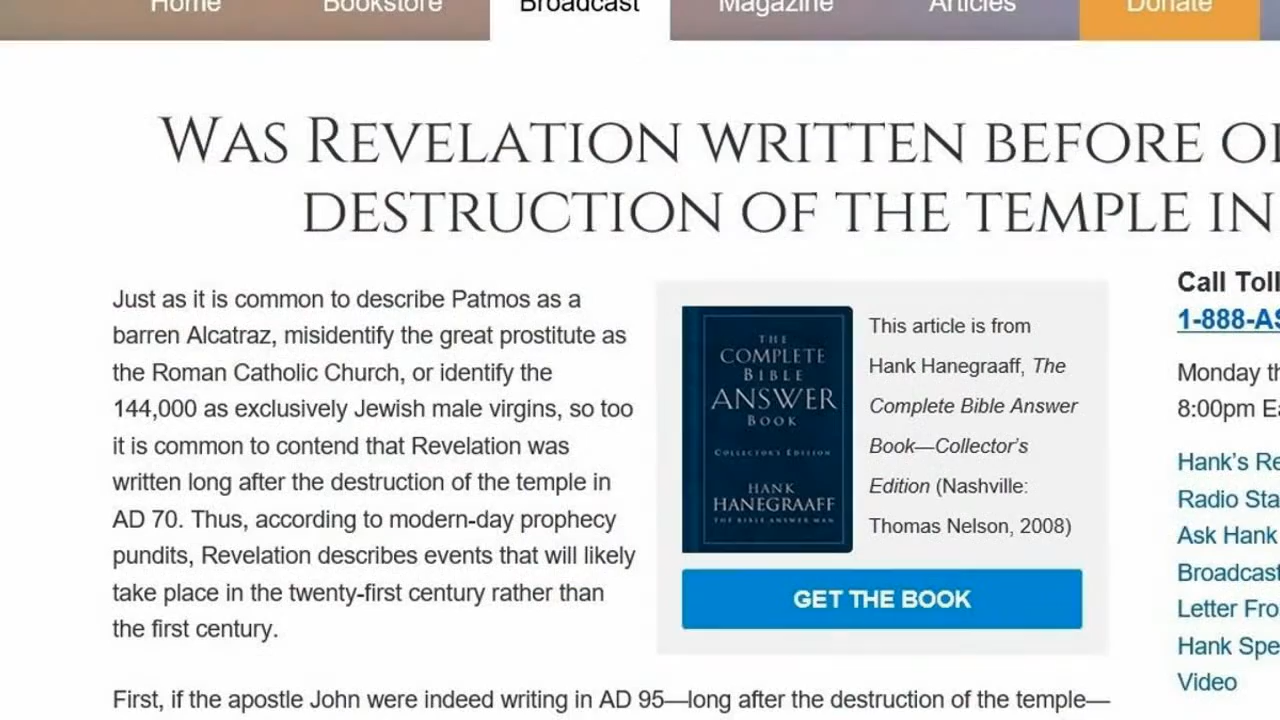 Home Bookstore Broadcast Magazine Articles Donate
WAS REVELATION WRITTEN BEFORE
DESTRUCTION OF THE TEMPLE IN
Just as it is common to describe Patmos as a
barren Alcatraz, misidentify the great prostitute as
the Roman Catholic Church, or identify the
144,000 as exclusively Jewish male virgins, so too
it is common to contend that Revelation was
written long after the destruction of the temple in
AD 70. Thus, according to modern-day prophecy
pundits, Revelation describes events that will likely
take place in the twenty-first century rather than
the first century.
THE
COMPLETE
BIBLE
ANSWER
BOOK
COLLECTOR'S EDITION
HANK
HANEGRAAFF
THE BIBLE ANSWER MAN
This article is from
Hank Hanegraaff, The
Complete Bible Answer
Book—Collector's
Edition (Nashville:
Thomas Nelson, 2008)
GET THE BOOK
Call Toll
1-888-AS
Monday th
8:00pm Ea
Hank's Re
Radio Sta
Ask Hank
Broadcast
Letter Fro
Hank Spe
Video
First, if the apostle John were indeed writing in AD 95—long after the destruction of the temple—